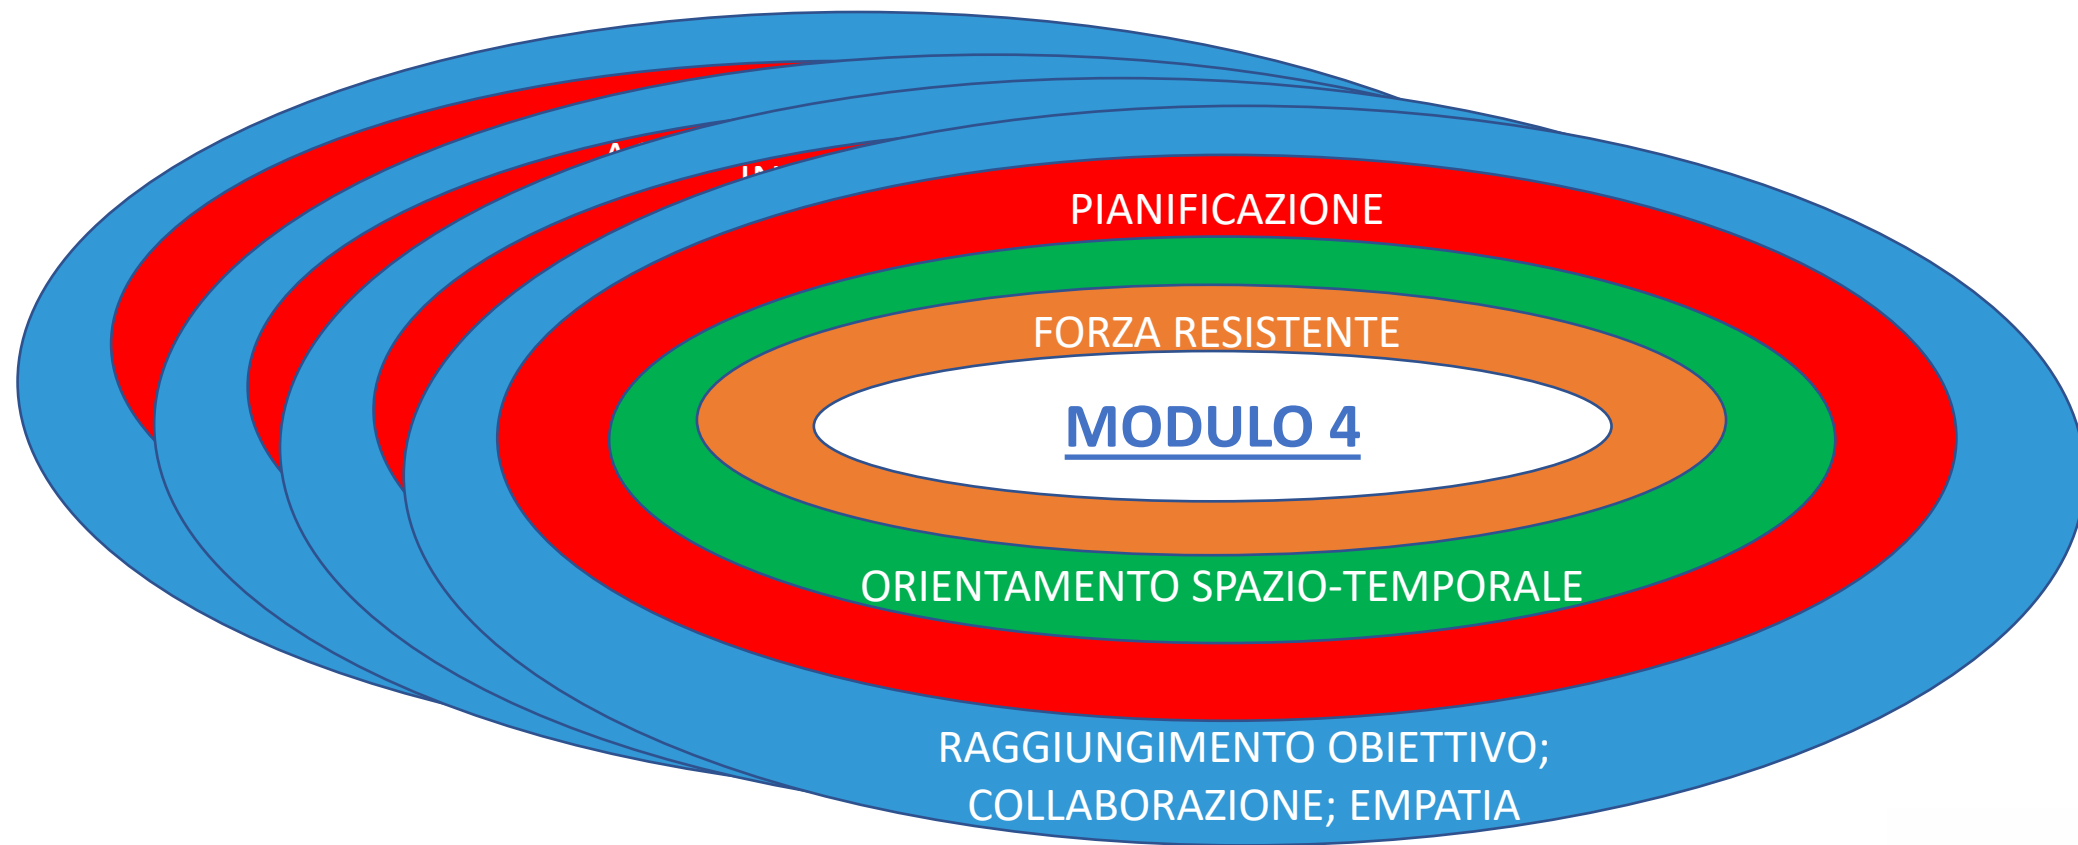 PIANIFICAZIONE
FORZA RESISTENTE
MODULO 4
ORIENTAMENTO SPAZIO-TEMPORALE
RAGGIUNGIMENTO OBIETTIVO;
COLLABORAZIONE; EMPATIA